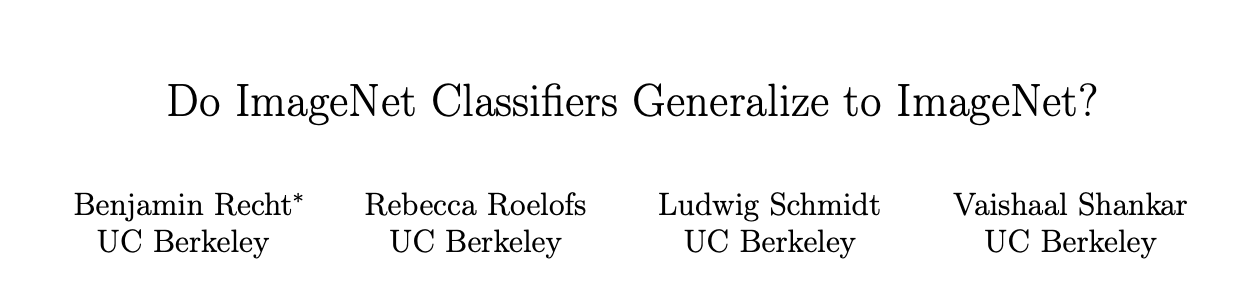 Do ImageNet Classifiers Generalize to ImageNet?
Benjamin Recht* Rebecca Roelofs Ludwig Schmidt Vaishaal Shankar
UC Berkeley UC Berkeley UC Berkeley UC Berkeley